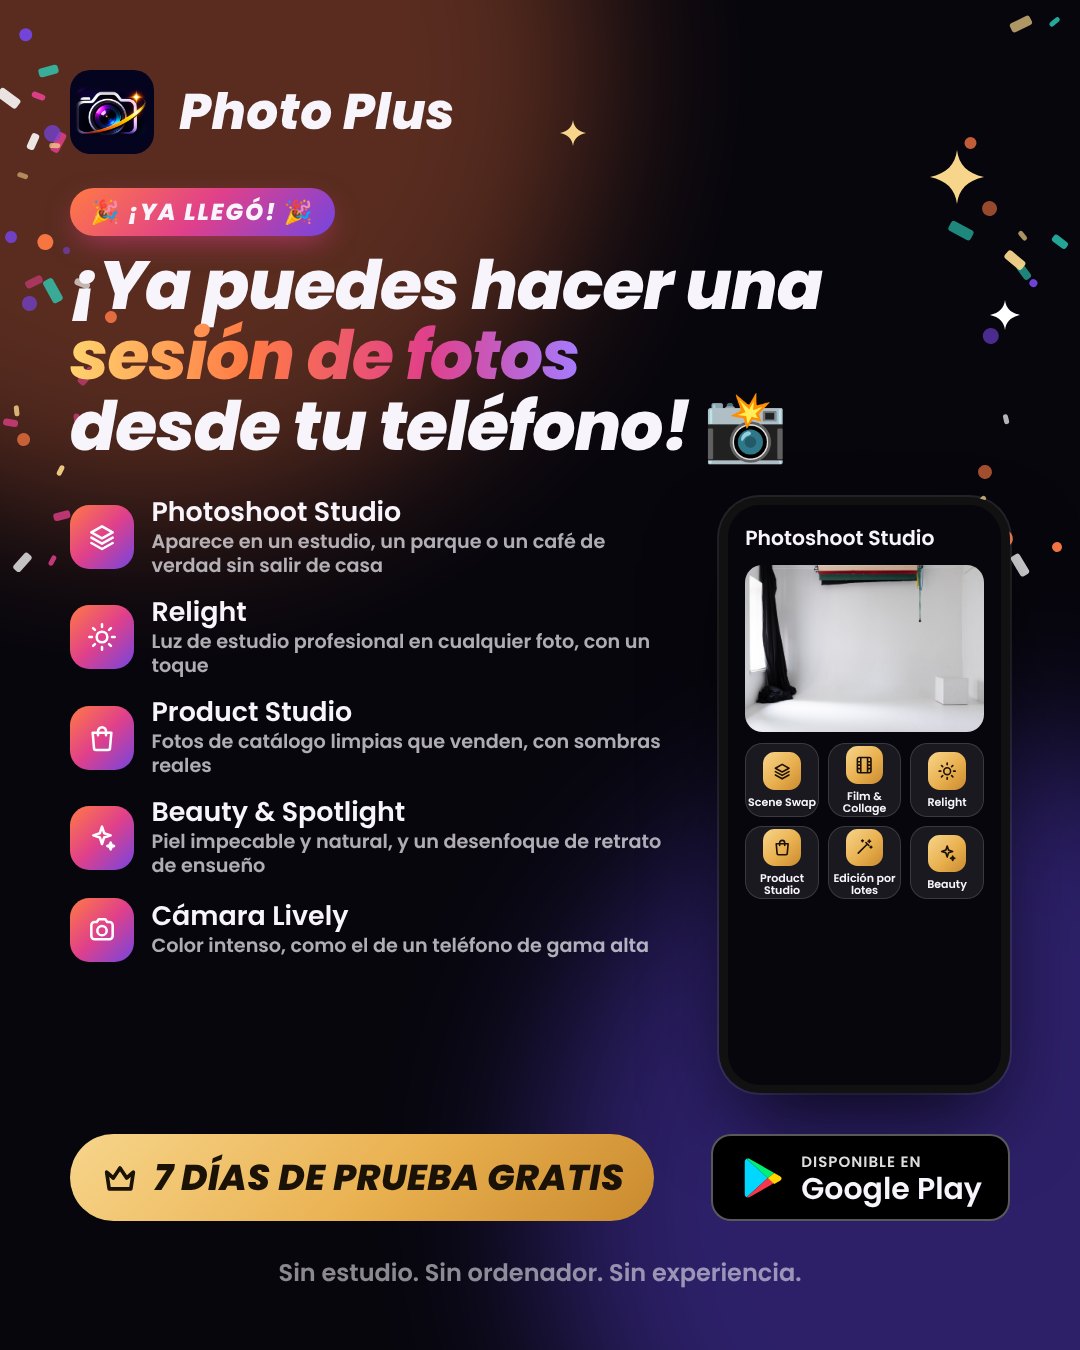 Photo Plus
🎉 ¡YA LLEGÓ! 🎉
¡Ya puedes hacer una
sesión de fotos
desde tu teléfono! 📸
Photoshoot Studio
Aparece en un estudio, un parque o un café de
verdad sin salir de casa
Relight
Luz de estudio profesional en cualquier foto, con un
toque
Product Studio
Fotos de catálogo limpias que venden, con sombras
reales
Beauty & Spotlight
Piel impecable y natural, y un desenfoque de retrato
de ensueño
Cámara Lively
Color intenso, como el de un teléfono de gama alta
Photoshoot Studio
Scene Swap
Film &
Collage
Relight
Product
Studio
Edición por
lotes
Beauty
7 DÍAS DE PRUEBA GRATIS
DISPONIBLE EN
Google Play
Sin estudio. Sin ordenador. Sin experiencia.